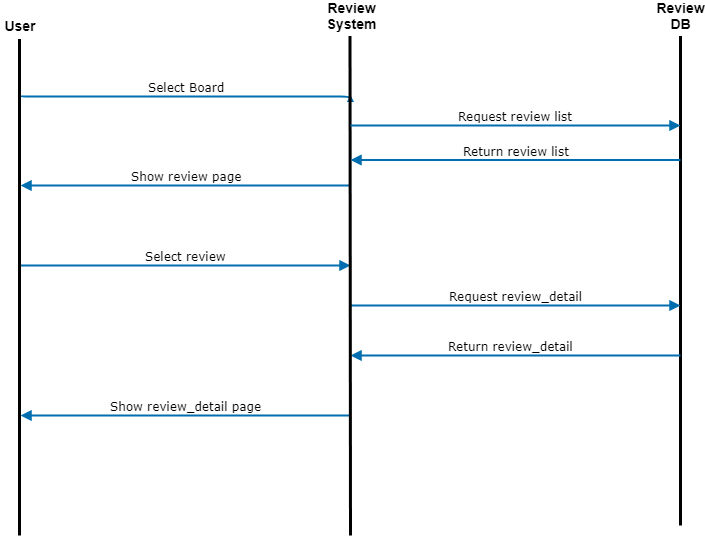 User
Review
System
Review
DB
Select Board
Request review list
Return review list
Show review page
Select review
Request review_detail
Return review_detail
Show review_detail page